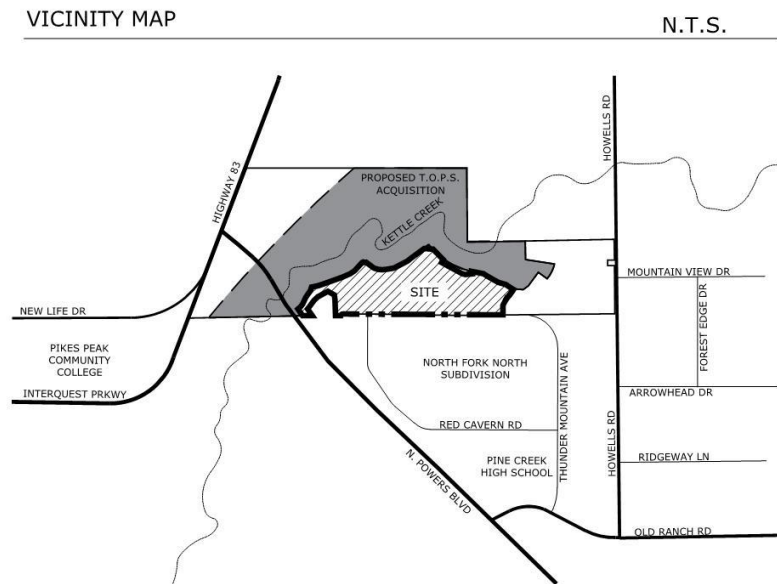 VICINITY MAP
N.T.S.
HOWELLS RD
PROPOSED T.O.P.S.
ACQUISITION
HIGHWAY 83
KETTLE CREEK
MOUNTAIN VIEW DR
SITE
FOREST EDGE DR
NEW LIFE DR
PIKES PEAK
COMMUNITY
COLLEGE
NORTH FORK NORTH
SUBDIVISION
INTERQUEST PRKWY
ARROWHEAD DR
THUNDER MOUNTAIN AVE
HOWELLS RD
RED CAVERN RD
PINE CREEK
HIGH SCHOOL
RIDGEWAY LN
N. POWERS BLVD
OLD RANCH RD